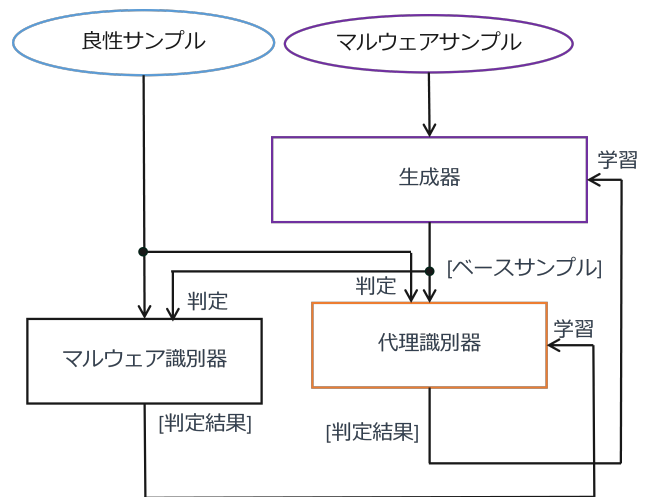 良性サンプル
マルウェアサンプル
学習
生成器
[ベースサンプル]
判定
判定
学習
代理識別器
マルウェア識別器
[判定結果]
[判定結果]